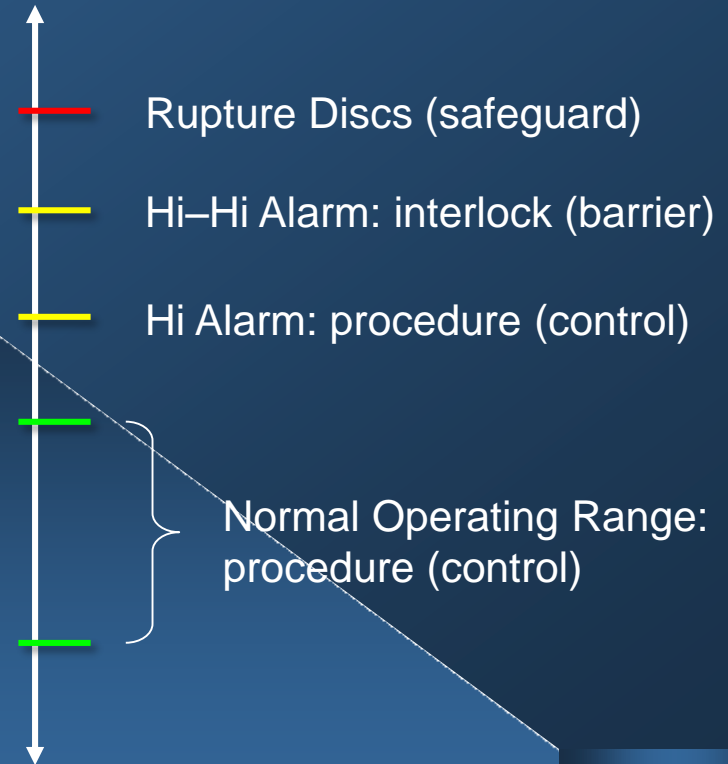 Rupture Discs (safeguard)
Hi–Hi Alarm: interlock (barrier)
Hi Alarm: procedure (control)
Normal Operating Range:
procedure (control)